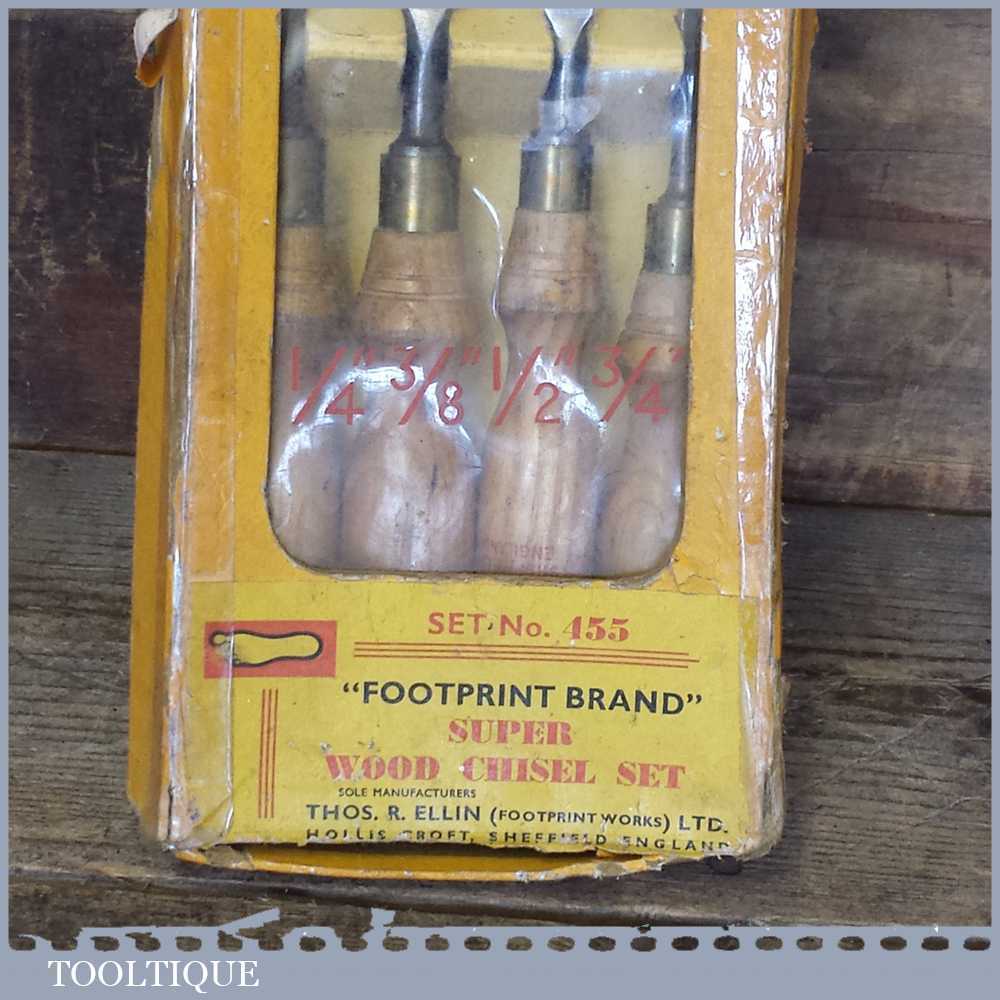 1/4" 3/8" 1/2" 3/4"
SET No. 455
"FOOTPRINT BRAND"
SUPER
WOOD CHISEL SET
SOLE MANUFACTURERS
THOS. R. ELLIN (FOOTPRINT WORKS) LTD.
HOLLIS CROFT, SHEFFIELD ENGLAND
TOOLTIQUE